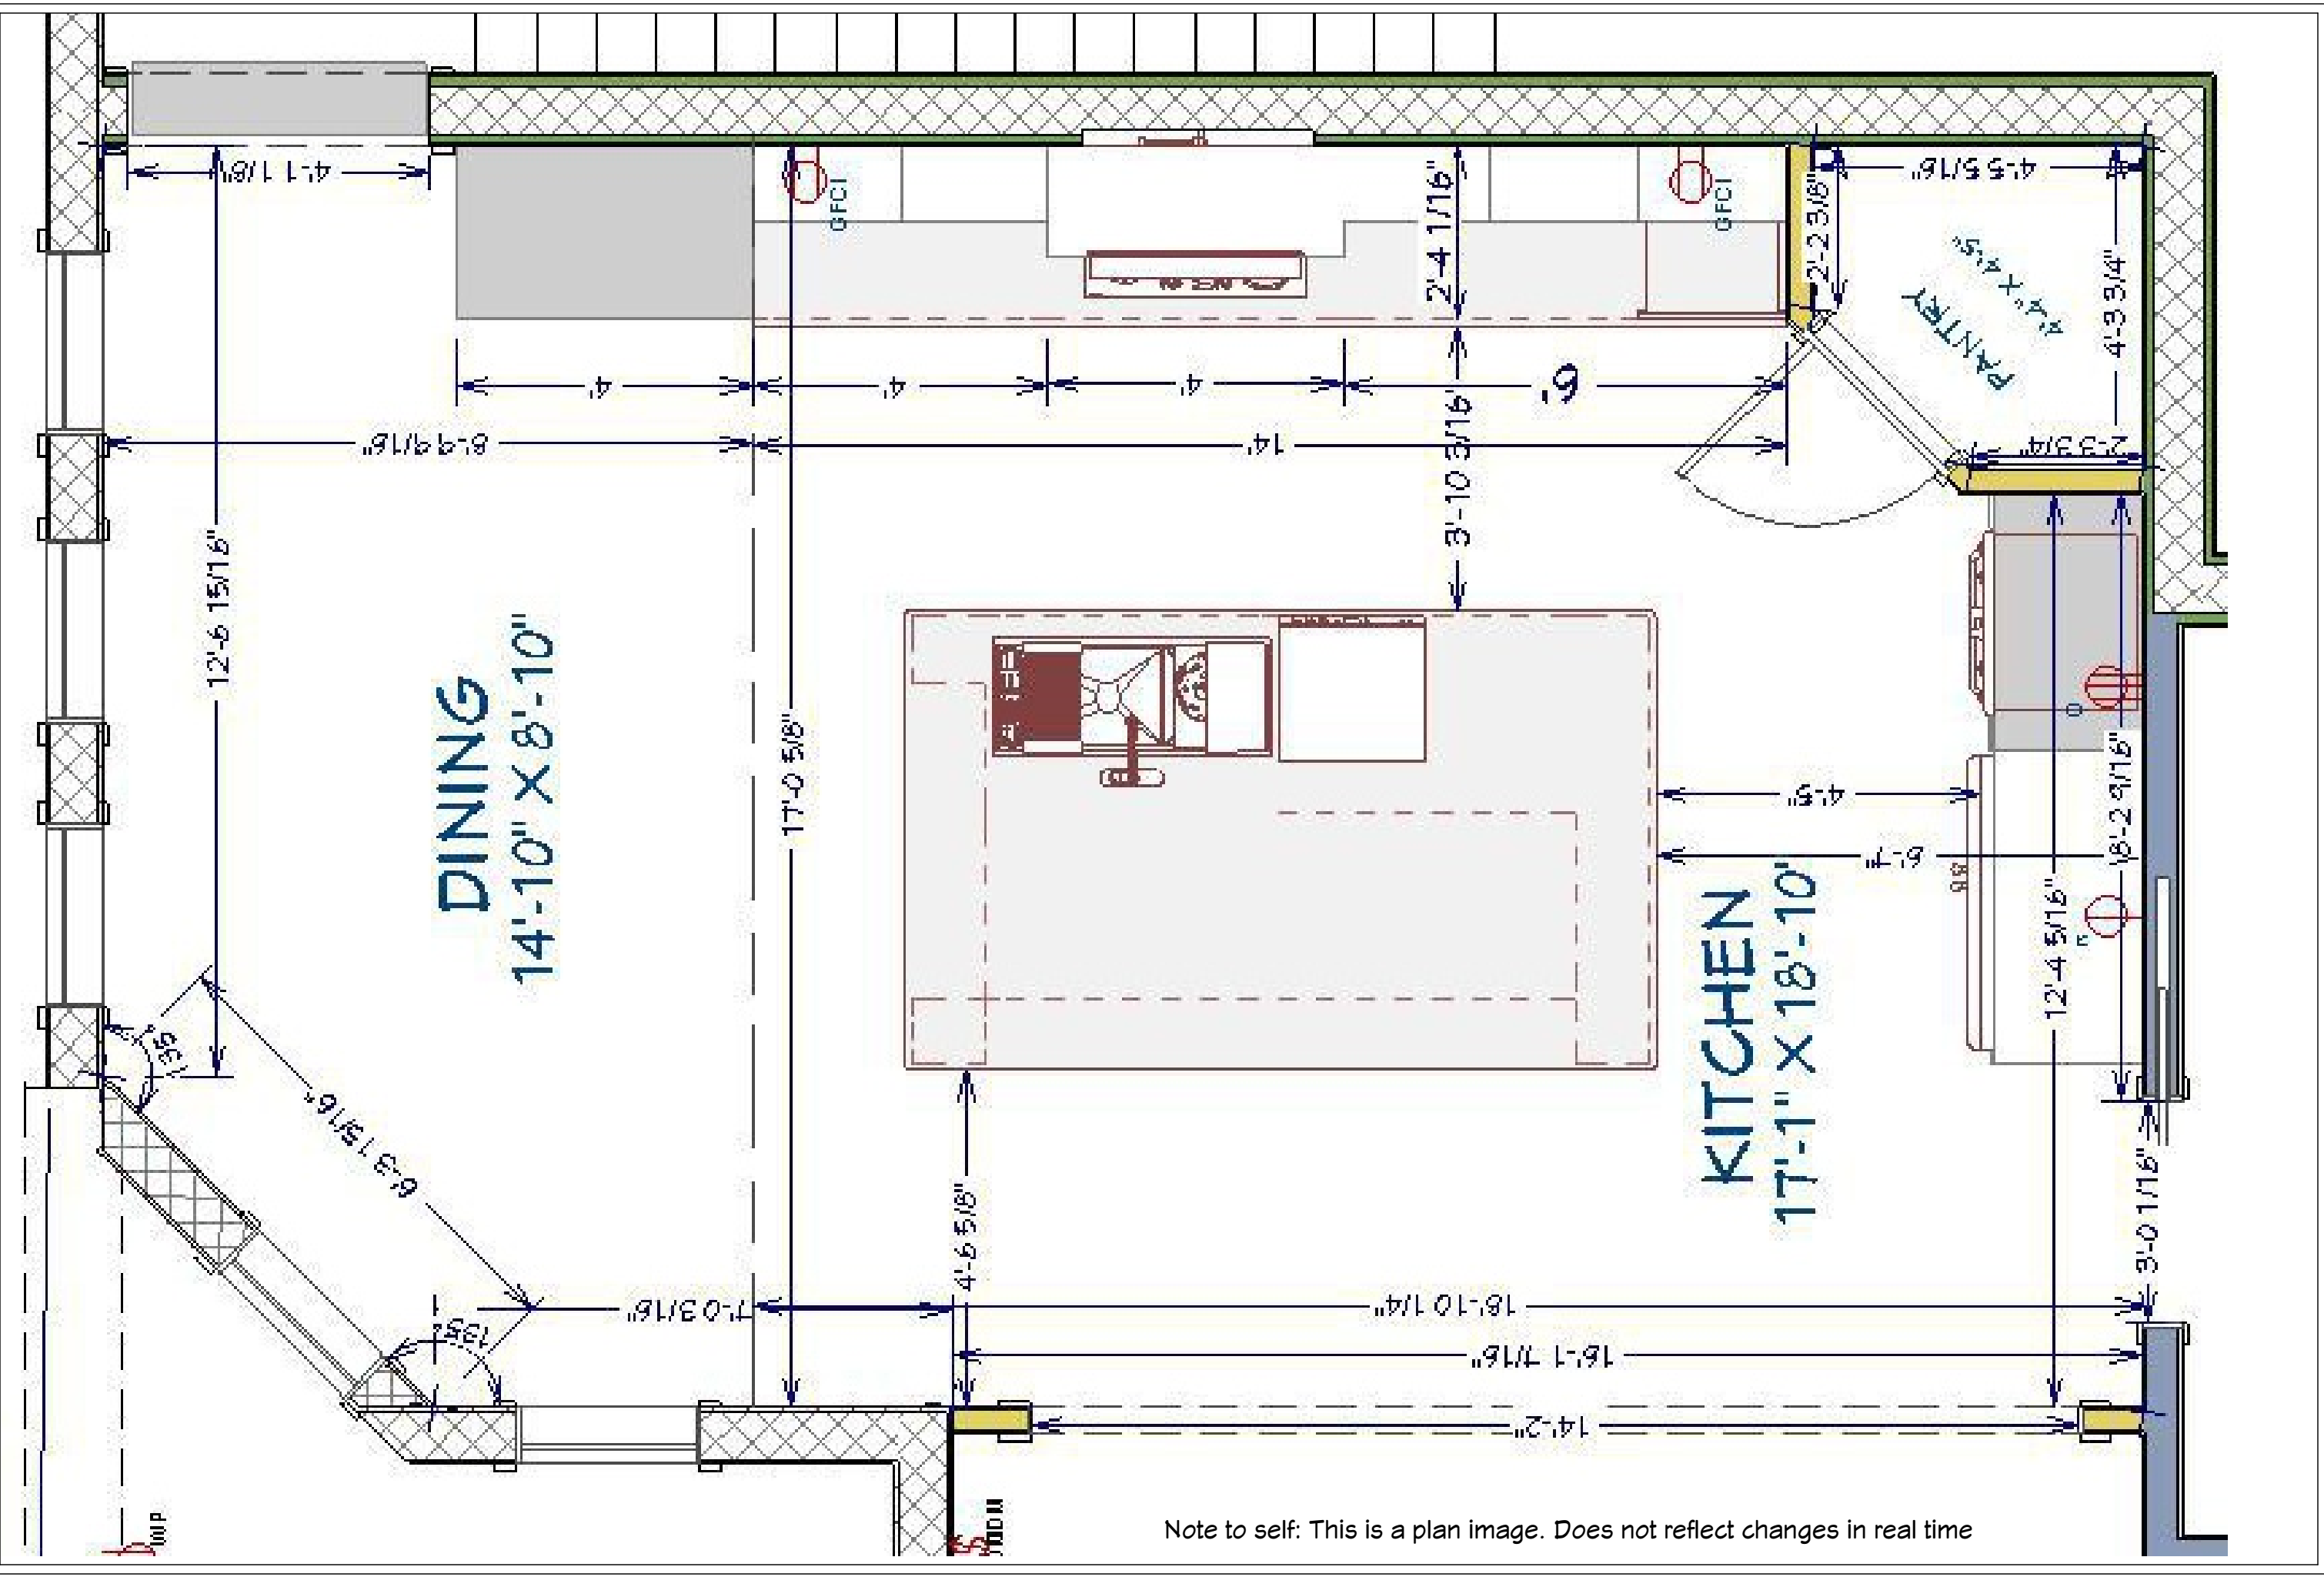 4'-1 1/8"
2'-4 1/16"
GFCI
GFCI
2'-2 3/8"
4'-5 5/16"
4'-3 3/4"
PANTRY
4'4" X 4'5"
4'
4'
4'
6'
8'-9 9/16"
14'
3'-10 3/16"
2'-3 3/4"
12'-6 15/16"
DINING
14'-10" X 8'-10"
17'-0 5/8"
4'-5"
6'-7"
8'-2 9/16"
12'-4 5/16"
KITCHEN
17'-1" X 18'-10"
135°
6'-3 15/16"
135°
7'-0 3/16"
4'-6 5/8"
18'-10 1/4"
16'-1 7/16"
14'-2"
3'-0 1/16"
WP
Note to self: This is a plan image. Does not reflect changes in real time